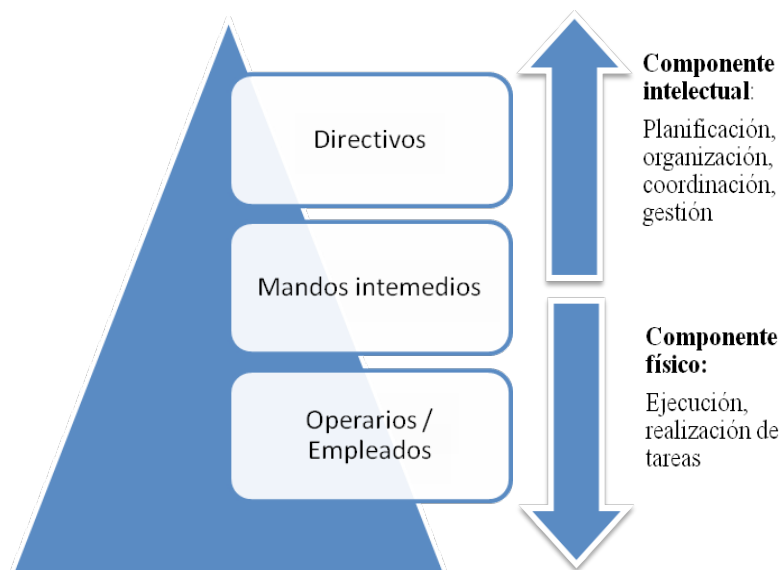 Directivos
Mandos intemedios
Operarios /
Empleados
Componente
intelectual:
Planificación,
organización,
coordinación,
gestión
Componente
físico:
Ejecución,
realización de
tareas